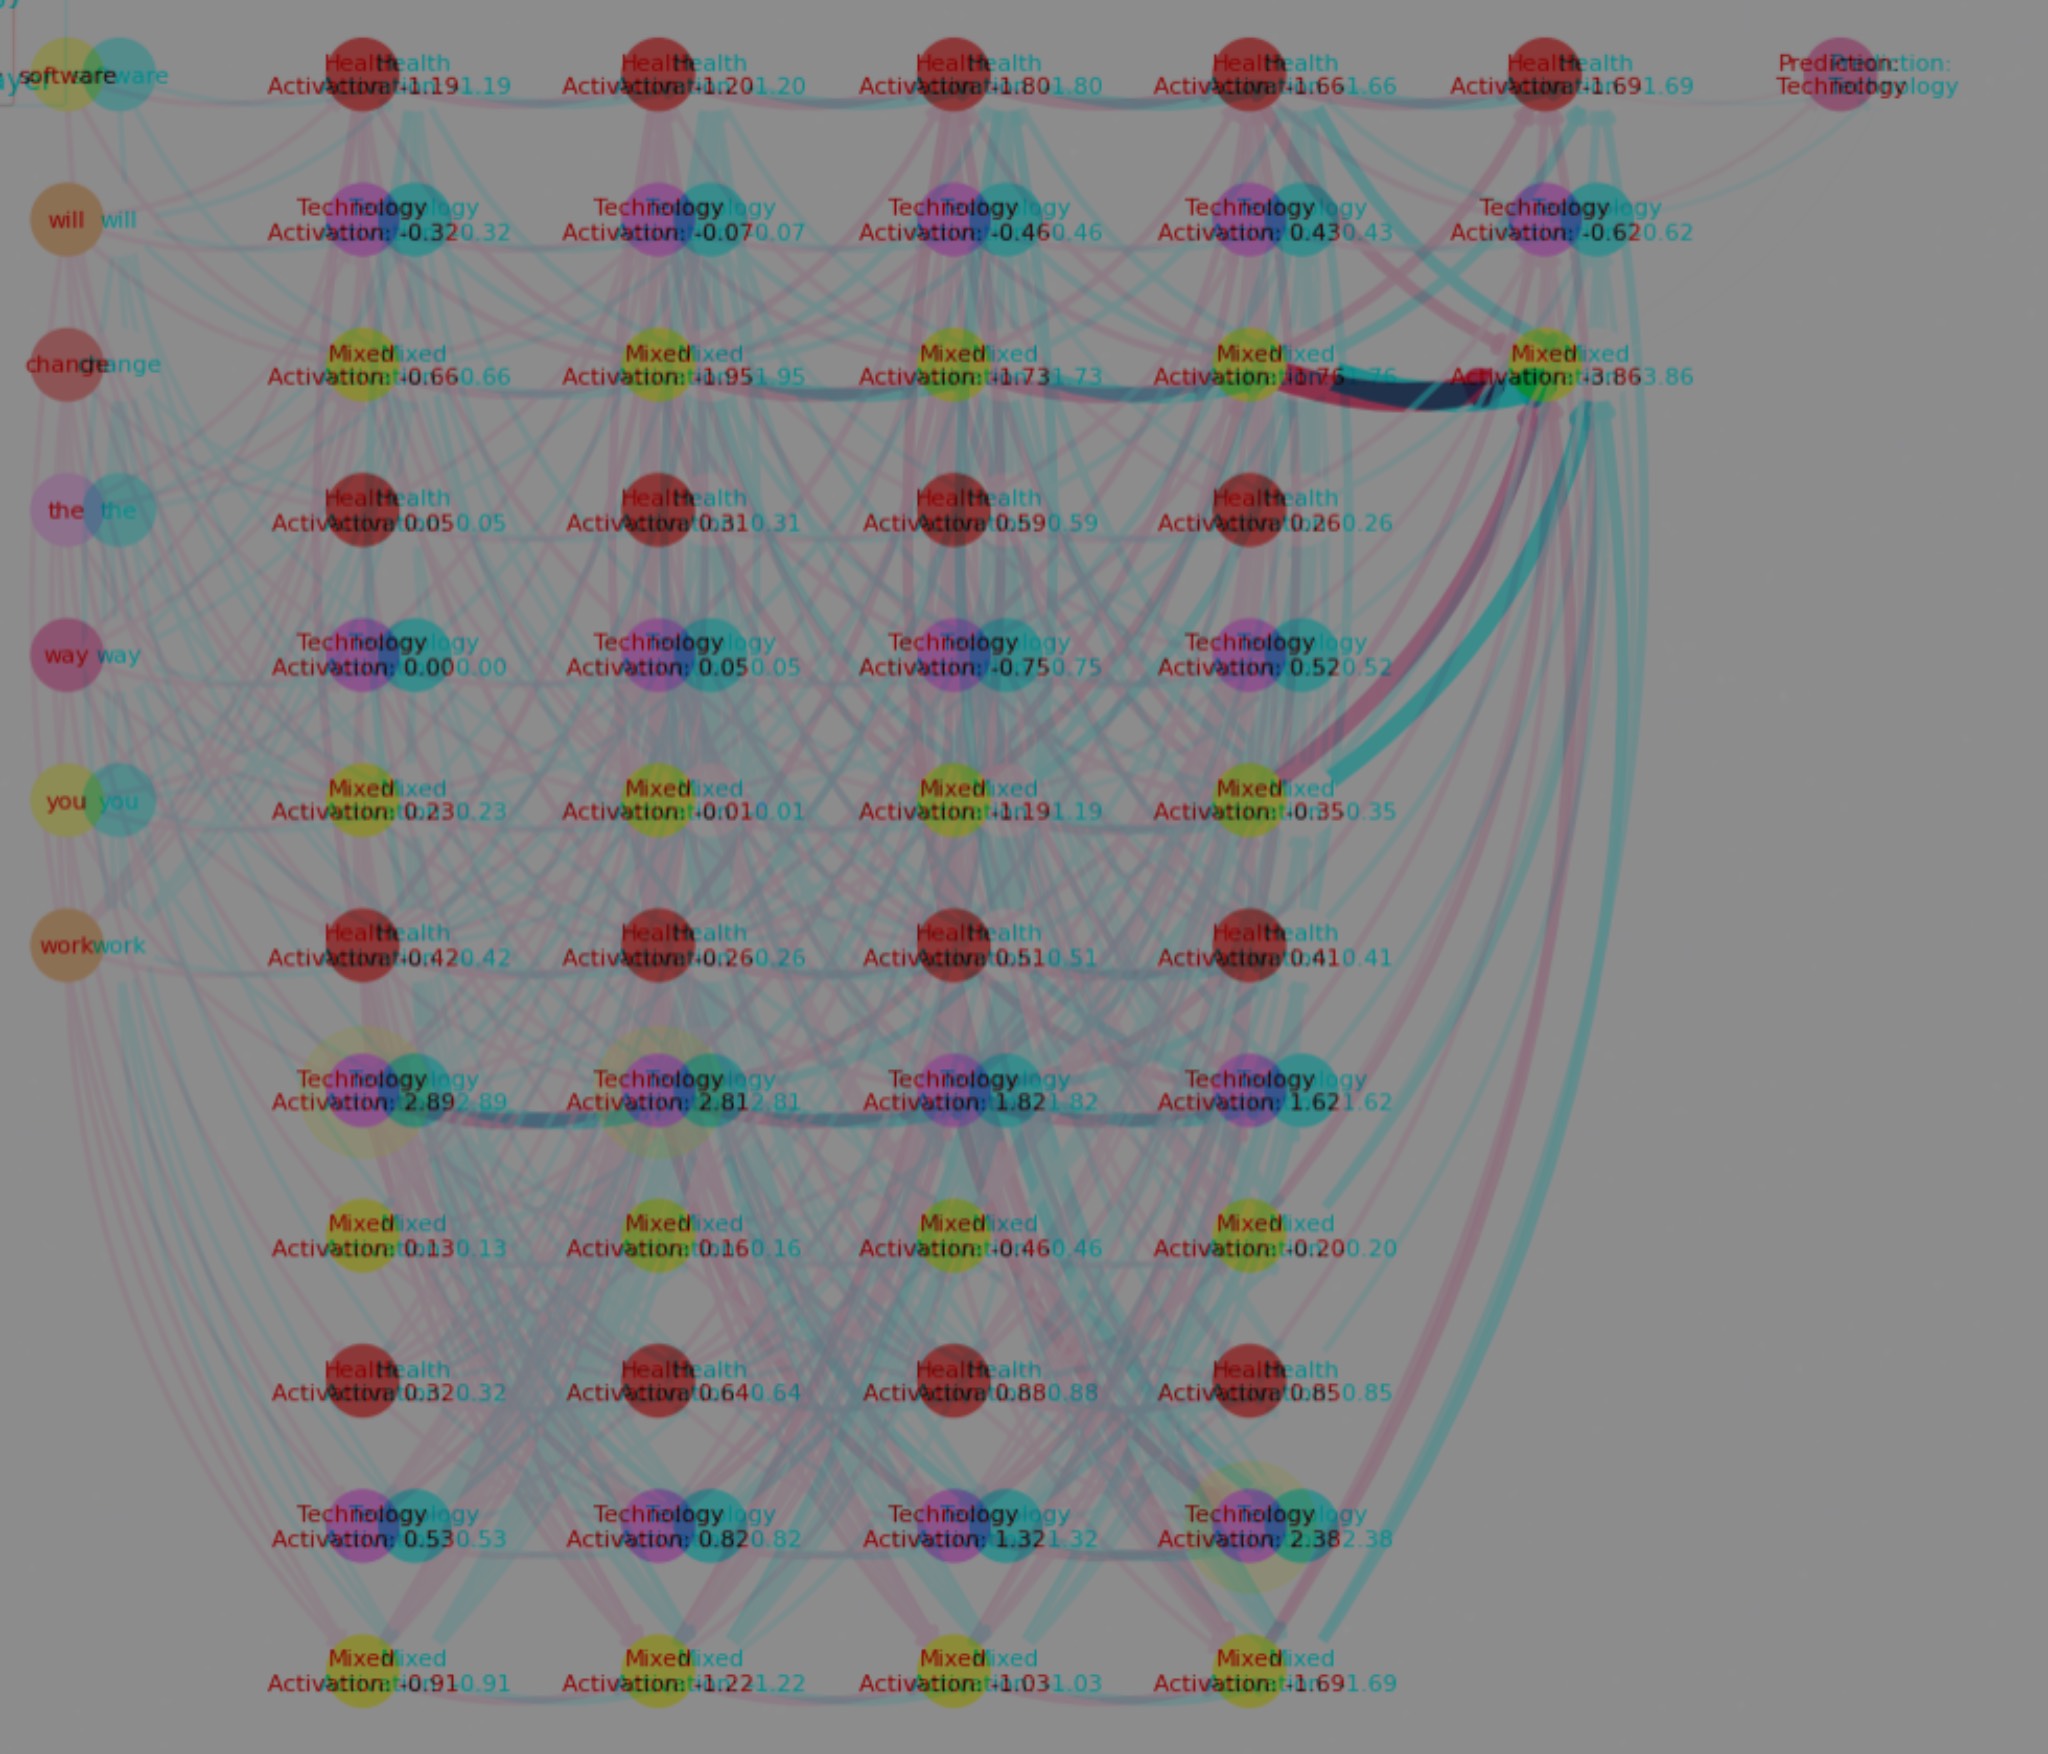 software
Health Health Health Health Health Prediction:
Activation: -1.19 Activation: -1.20 Activation: -1.80 Activation: -1.66 Activation: -1.69 Technology
will
Technology Technology Technology Technology Technology
Activation: -0.32 Activation: -0.07 Activation: -0.46 Activation: 0.43 Activation: -0.62
change
Mixed Mixed Mixed Mixed Mixed
Activation: -0.66 Activation: -1.95 Activation: -1.73 Activation: -1.76 Activation: -3.86
the
Health Health Health Health
Activation: 0.05 Activation: 0.31 Activation: 0.59 Activation: 0.26
way
Technology Technology Technology Technology
Activation: 0.00 Activation: 0.05 Activation: -0.75 Activation: 0.52
you
Mixed Mixed Mixed Mixed
Activation: 0.23 Activation: -0.01 Activation: -1.19 Activation: -0.35
work
Health Health Health Health
Activation: -0.42 Activation: -0.26 Activation: 0.51 Activation: 0.41
Technology Technology Technology Technology
Activation: 2.89 Activation: 2.81 Activation: 1.82 Activation: 1.62
Mixed Mixed Mixed Mixed
Activation: 0.13 Activation: 0.16 Activation: -0.46 Activation: -0.20
Health Health Health Health
Activation: 0.32 Activation: 0.64 Activation: 0.88 Activation: 0.85
Technology Technology Technology Technology
Activation: 0.53 Activation: 0.82 Activation: 1.32 Activation: 2.38
Mixed Mixed Mixed Mixed
Activation: -0.91 Activation: -1.22 Activation: -1.03 Activation: -1.69